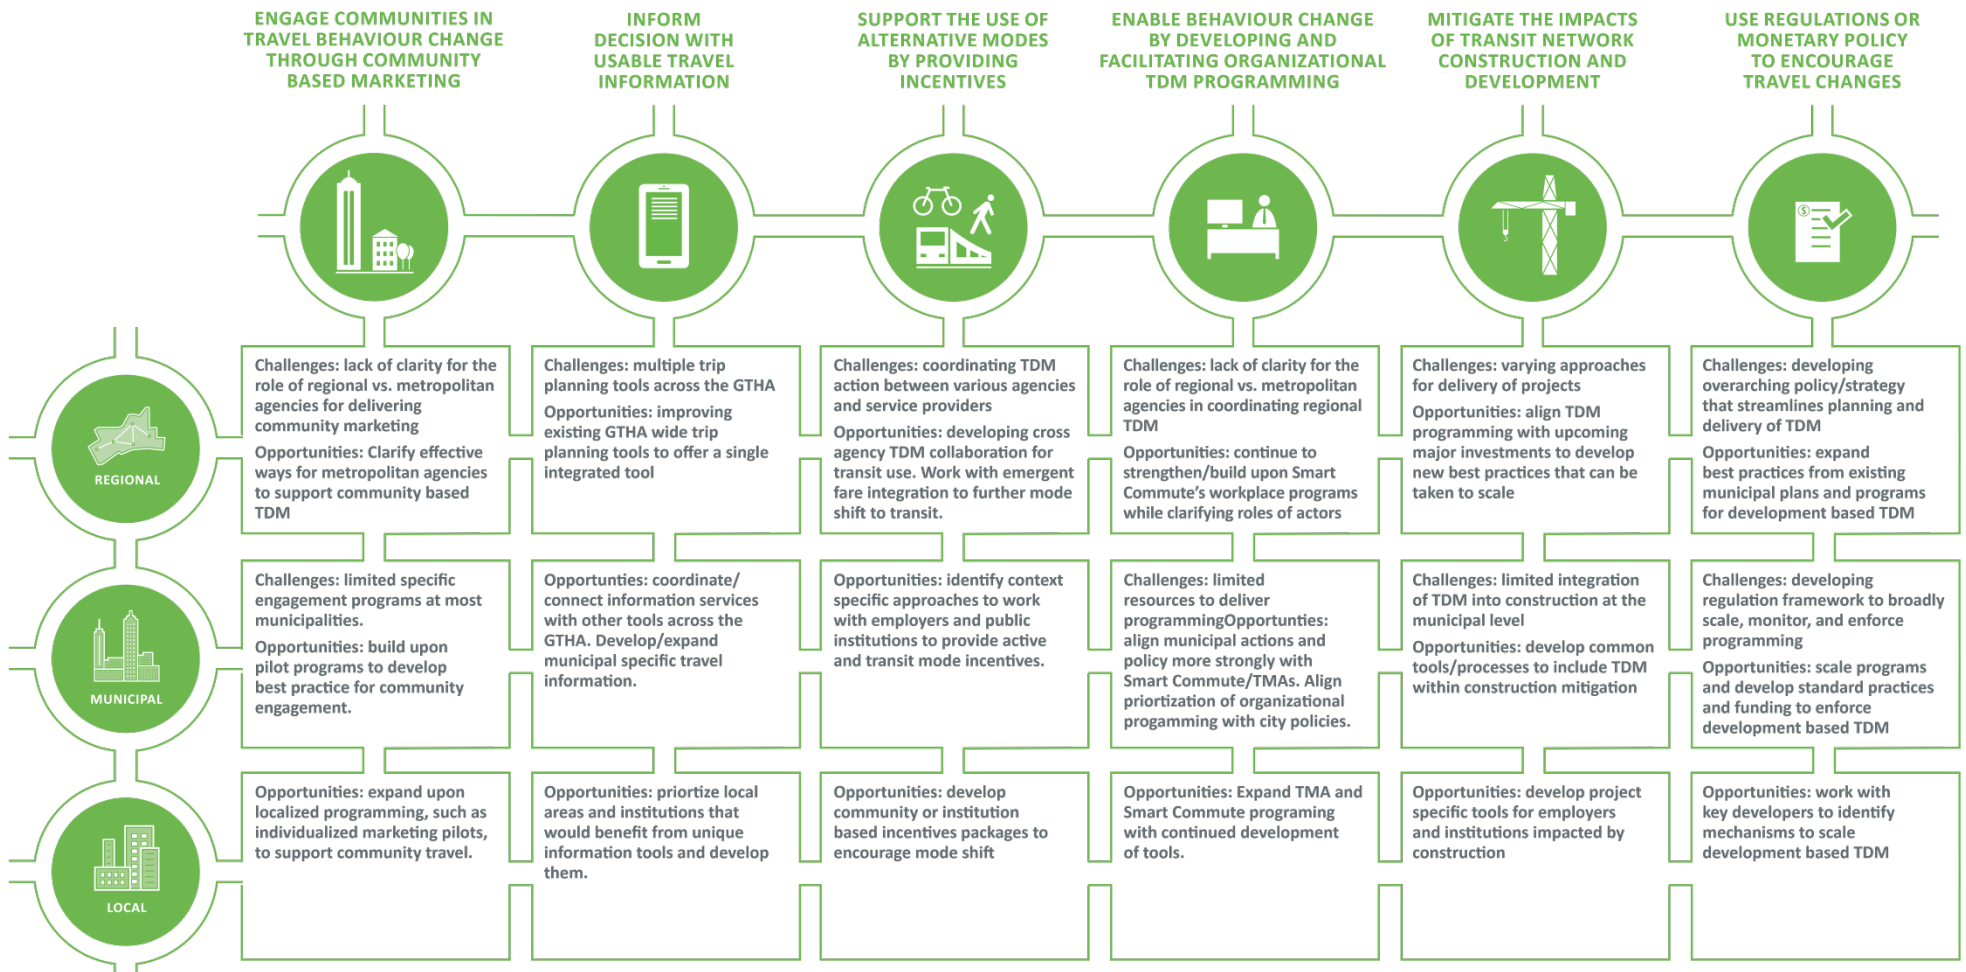 ENGAGE COMMUNITIES IN
TRAVEL BEHAVIOUR CHANGE
THROUGH COMMUNITY
BASED MARKETING
INFORM
DECISION WITH
USABLE TRAVEL
INFORMATION
SUPPORT THE USE OF
ALTERNATIVE MODES
BY PROVIDING
INCENTIVES
ENABLE BEHAVIOUR CHANGE
BY DEVELOPING AND
FACILITATING ORGANIZATIONAL
TDM PROGRAMMING
MITIGATE THE IMPACTS
OF TRANSIT NETWORK
CONSTRUCTION AND
DEVELOPMENT
USE REGULATIONS OR
MONETARY POLICY
TO ENCOURAGE
TRAVEL CHANGES
$
REGIONAL
Challenges: lack of clarity for the
role of regional vs. metropolitan
agencies for delivering
community marketing
Opportunities: Clarify effective
ways for metropolitan agencies
to support community based
TDM
Challenges: multiple trip
planning tools across the GTHA
Opportunities: improving
existing GTHA wide trip
planning tools to offer a single
integrated tool
Challenges: coordinating TDM
action between various agencies
and service providers
Opportunities: developing cross
agency TDM collaboration for
transit use. Work with emergent
fare integration to further mode
shift to transit.
Challenges: lack of clarity for the
role of regional vs. metropolitan
agencies in coordinating regional
TDM
Opportunities: continue to
strengthen/build upon Smart
Commute's workplace programs
while clarifying roles of actors
Challenges: varying approaches
for delivery of projects
Opportunities: align TDM
programming with upcoming
major investments to develop
new best practices that can be
taken to scale
Challenges: developing
overarching policy/strategy
that streamlines planning and
delivery of TDM
Opportunities: expand
best practices from existing
municipal plans and programs
for development based TDM
MUNICIPAL
Challenges: limited specific
engagement programs at most
municipalities.
Opportunities: build upon
pilot programs to develop
best practice for community
engagement.
Opportunties: coordinate/
connect information services
with other tools across the
GTHA. Develop/expand
municipal specific travel
information.
Opportunities: identify context
specific approaches to work
with employers and public
institutions to provide active
and transit mode incentives.
Challenges: limited
resources to deliver
programmingOpportunties:
align municipal actions and
policy more strongly with
Smart Commute/TMAs. Align
priortization of organizational
progamming with city policies.
Challenges: limited integration
of TDM into construction at the
municipal level
Opportunities: develop common
tools/processes to include TDM
within construction mitigation
Challenges: developing
regulation framework to broadly
scale, monitor, and enforce
programming
Opportunities: scale programs
and develop standard practices
and funding to enforce
development based TDM
LOCAL
Opportunities: expand upon
localized programming, such as
individualized marketing pilots,
to support community travel.
Opportunities: priortize local
areas and institutions that
would benefit from unique
information tools and develop
them.
Opportunities: develop
community or institution
based incentives packages to
encourage mode shift
Opportunities: Expand TMA and
Smart Commute programing
with continued development
of tools.
Opportunities: develop project
specific tools for employers
and institutions impacted by
construction
Opportunities: work with
key developers to identify
mechanisms to scale
development based TDM